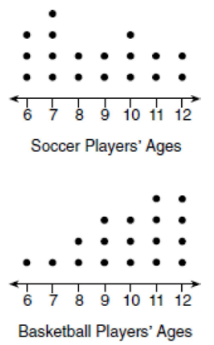 6 7 8 9 10 11 12
Soccer Players' Ages
6 7 8 9 10 11 12
Basketball Players' Ages